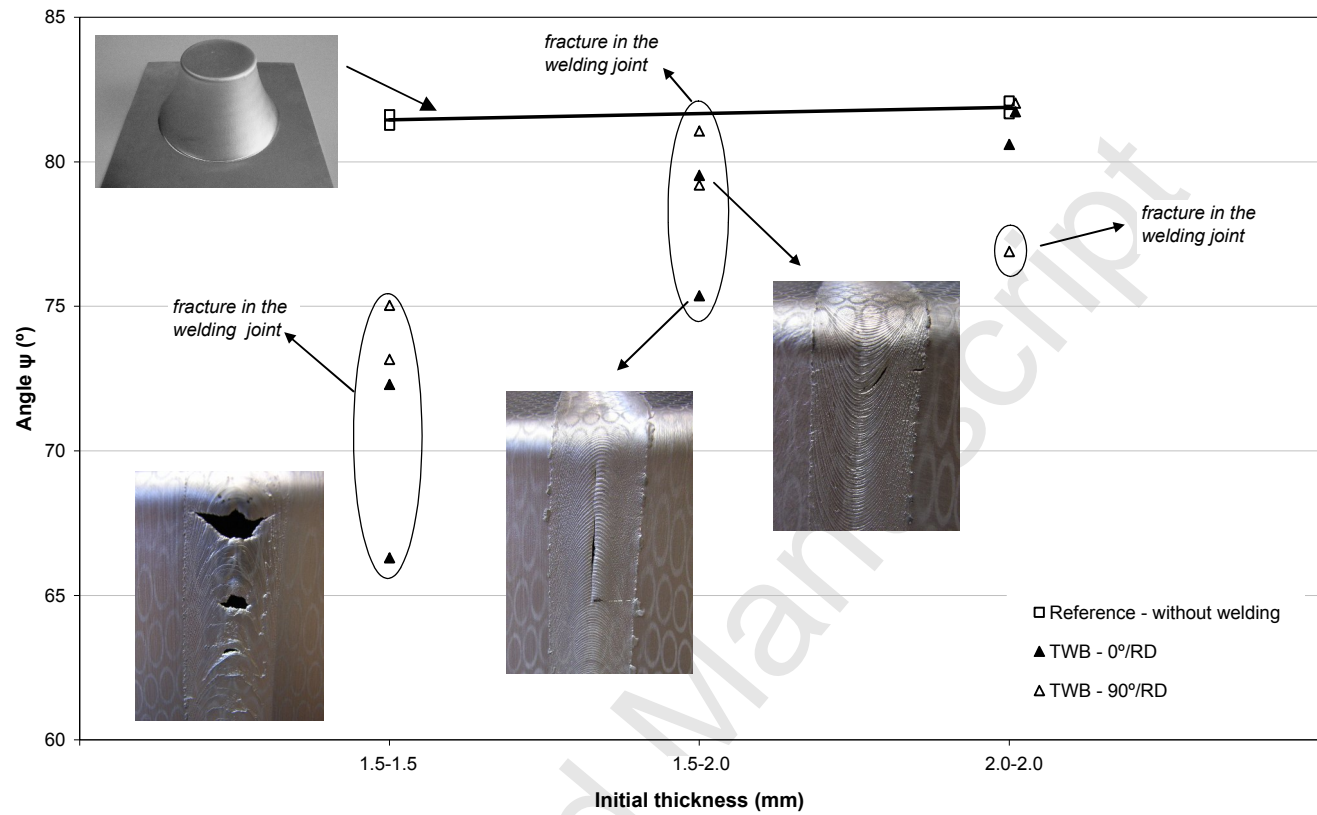 85
80
75
70
65
60
Angle ψ (º)
fracture in the
welding joint
fracture in the
welding joint
fracture in the
welding joint
Reference - without welding
TWB - 0º/RD
TWB - 90º/RD
1.5-1.5
1.5-2.0
2.0-2.0
Initial thickness (mm)
d Manuscript